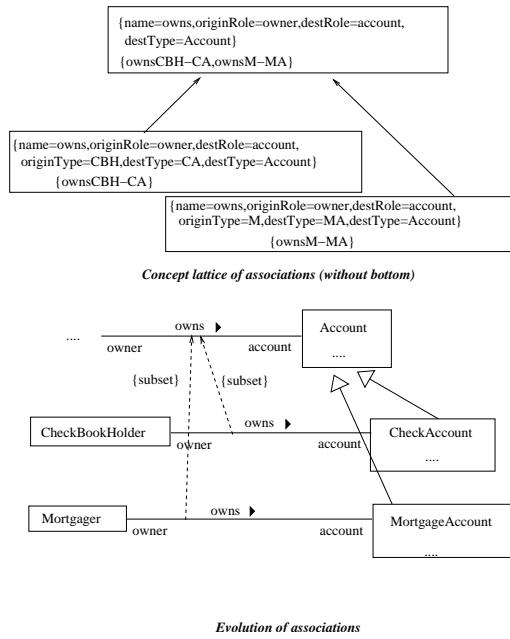 {name=owns,originRole=owner,destRole=account,
destType=Account}
{ownsCBH−CA,ownsM−MA}
{name=owns,originRole=owner,destRole=account,
originType=CBH,destType=CA,destType=Account}
{ownsCBH−CA}
{name=owns,originRole=owner,destRole=account,
originType=M,destType=MA,destType=Account}
{ownsM−MA}
Concept lattice of associations (without bottom)
.... owns Account
owner account ....
{subset} {subset}
CheckBookHolder owns CheckAccount
owner account ....
Mortgager owns MortgageAccount
owner account ....
Evolution of associations